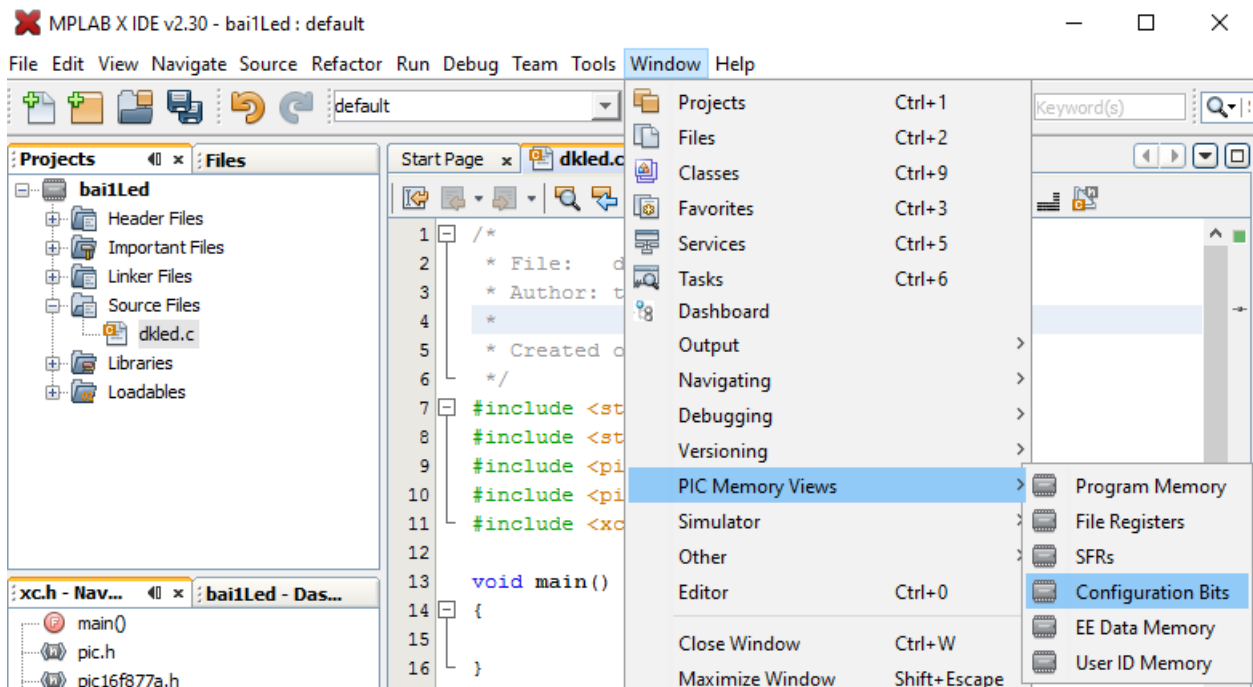 MPLAB X IDE v2.30 - bai1Led : default
File Edit View Navigate Source Refactor Run Debug Team Tools Window Help
default
Keyword(s)
Projects
Files
bai1Led
Header Files
Important Files
Linker Files
Source Files
dkled.c
Libraries
Loadables
xc.h - Nav...
bai1Led - Das...
main()
pic.h
pic16f877a.h
Start Page
dkled.c
1 /*
2 * File: d
3 * Author: t
4 *
5 * Created o
6 */
7 #include <st
8 #include <st
9 #include <pi
10 #include <pi
11 #include <xc
12
13 void main()
14 {
15
16 }
Projects Ctrl+1
Files Ctrl+2
Classes Ctrl+9
Favorites Ctrl+3
Services Ctrl+5
Tasks Ctrl+6
Dashboard
Output
Navigating
Debugging
Versioning
PIC Memory Views
Simulator
Other
Editor Ctrl+0
Close Window Ctrl+W
Maximize Window Shift+Escape
Program Memory
File Registers
SFRs
Configuration Bits
EE Data Memory
User ID Memory